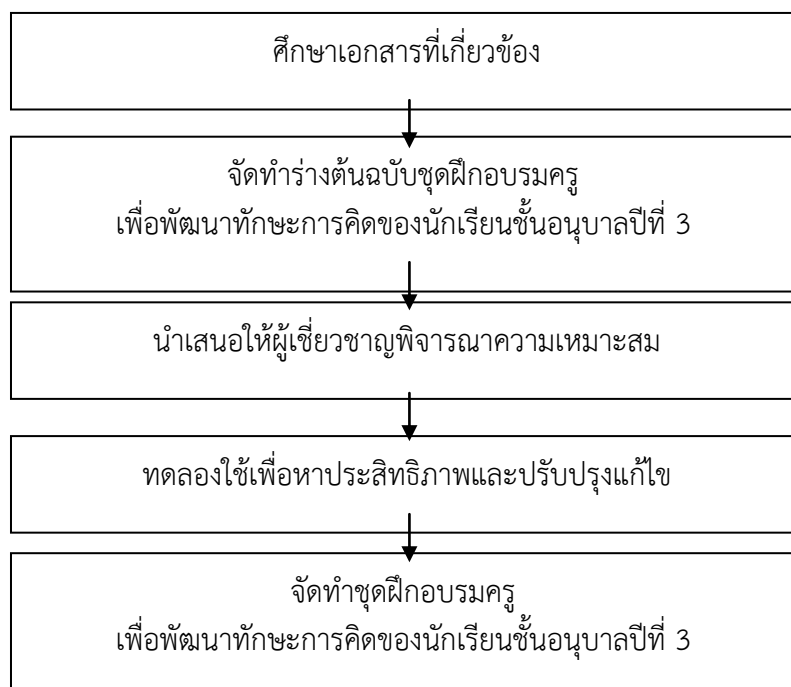 ศึกษาเอกสารที่เกี่ยวข้อง
จัดทำร่างต้นฉบับชุดฝึกอบรมครู
เพื่อพัฒนาทักษะการคิดของนักเรียนชั้นอนุบาลปีที่ 3
นำเสนอให้ผู้เชี่ยวชาญพิจารณาความเหมาะสม
ทดลองใช้เพื่อหาประสิทธิภาพและปรับปรุงแก้ไข
จัดทำชุดฝึกอบรมครู
เพื่อพัฒนาทักษะการคิดของนักเรียนชั้นอนุบาลปีที่ 3